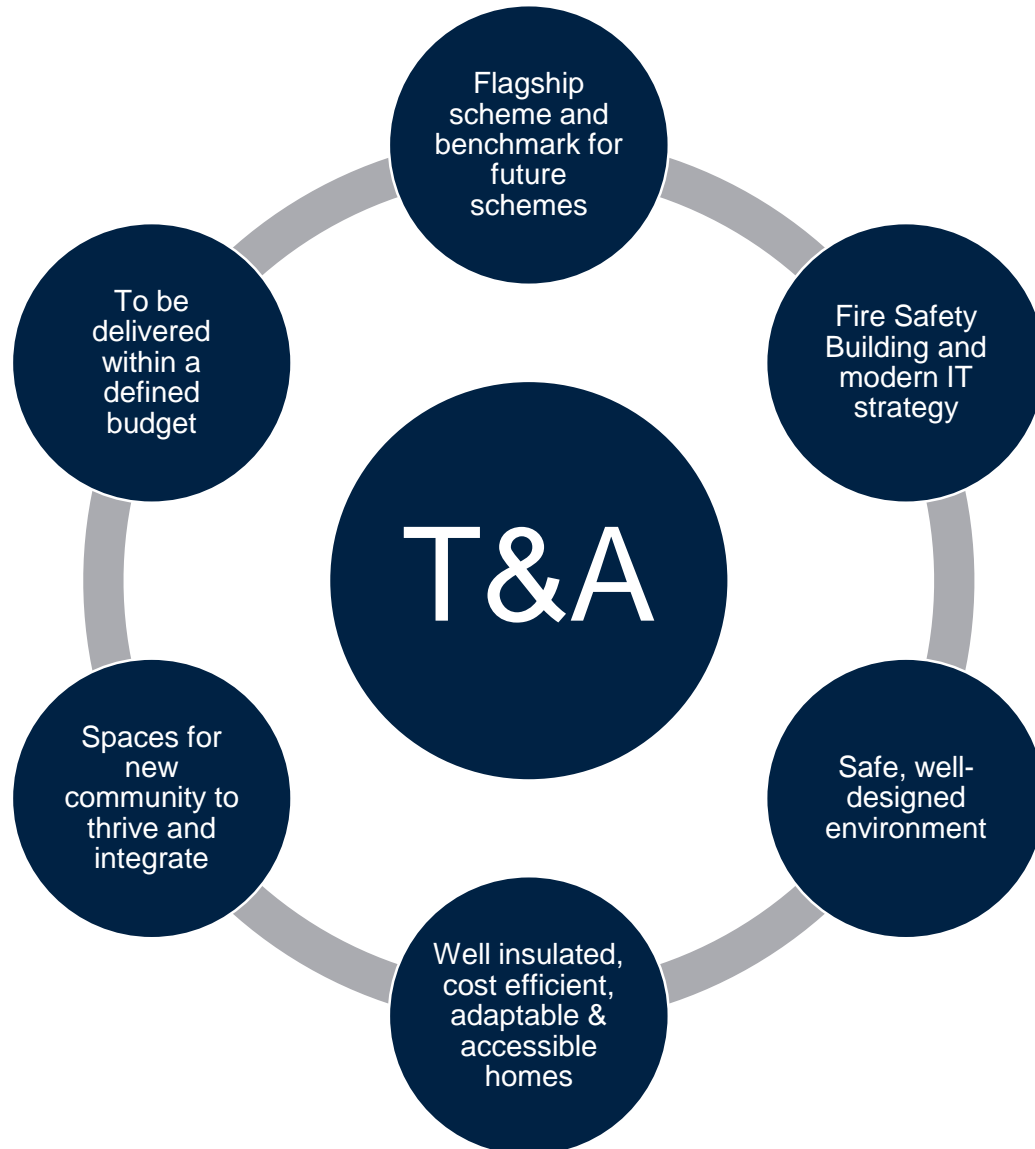 Flagship
scheme and
benchmark for
future
schemes
Fire Safety
Building and
modern IT
strategy
Safe, well-
designed
environment
Well insulated,
cost efficient,
adaptable &
accessible
homes
Spaces for
new
community to
thrive and
integrate
To be
delivered
within a
defined
budget
T&A